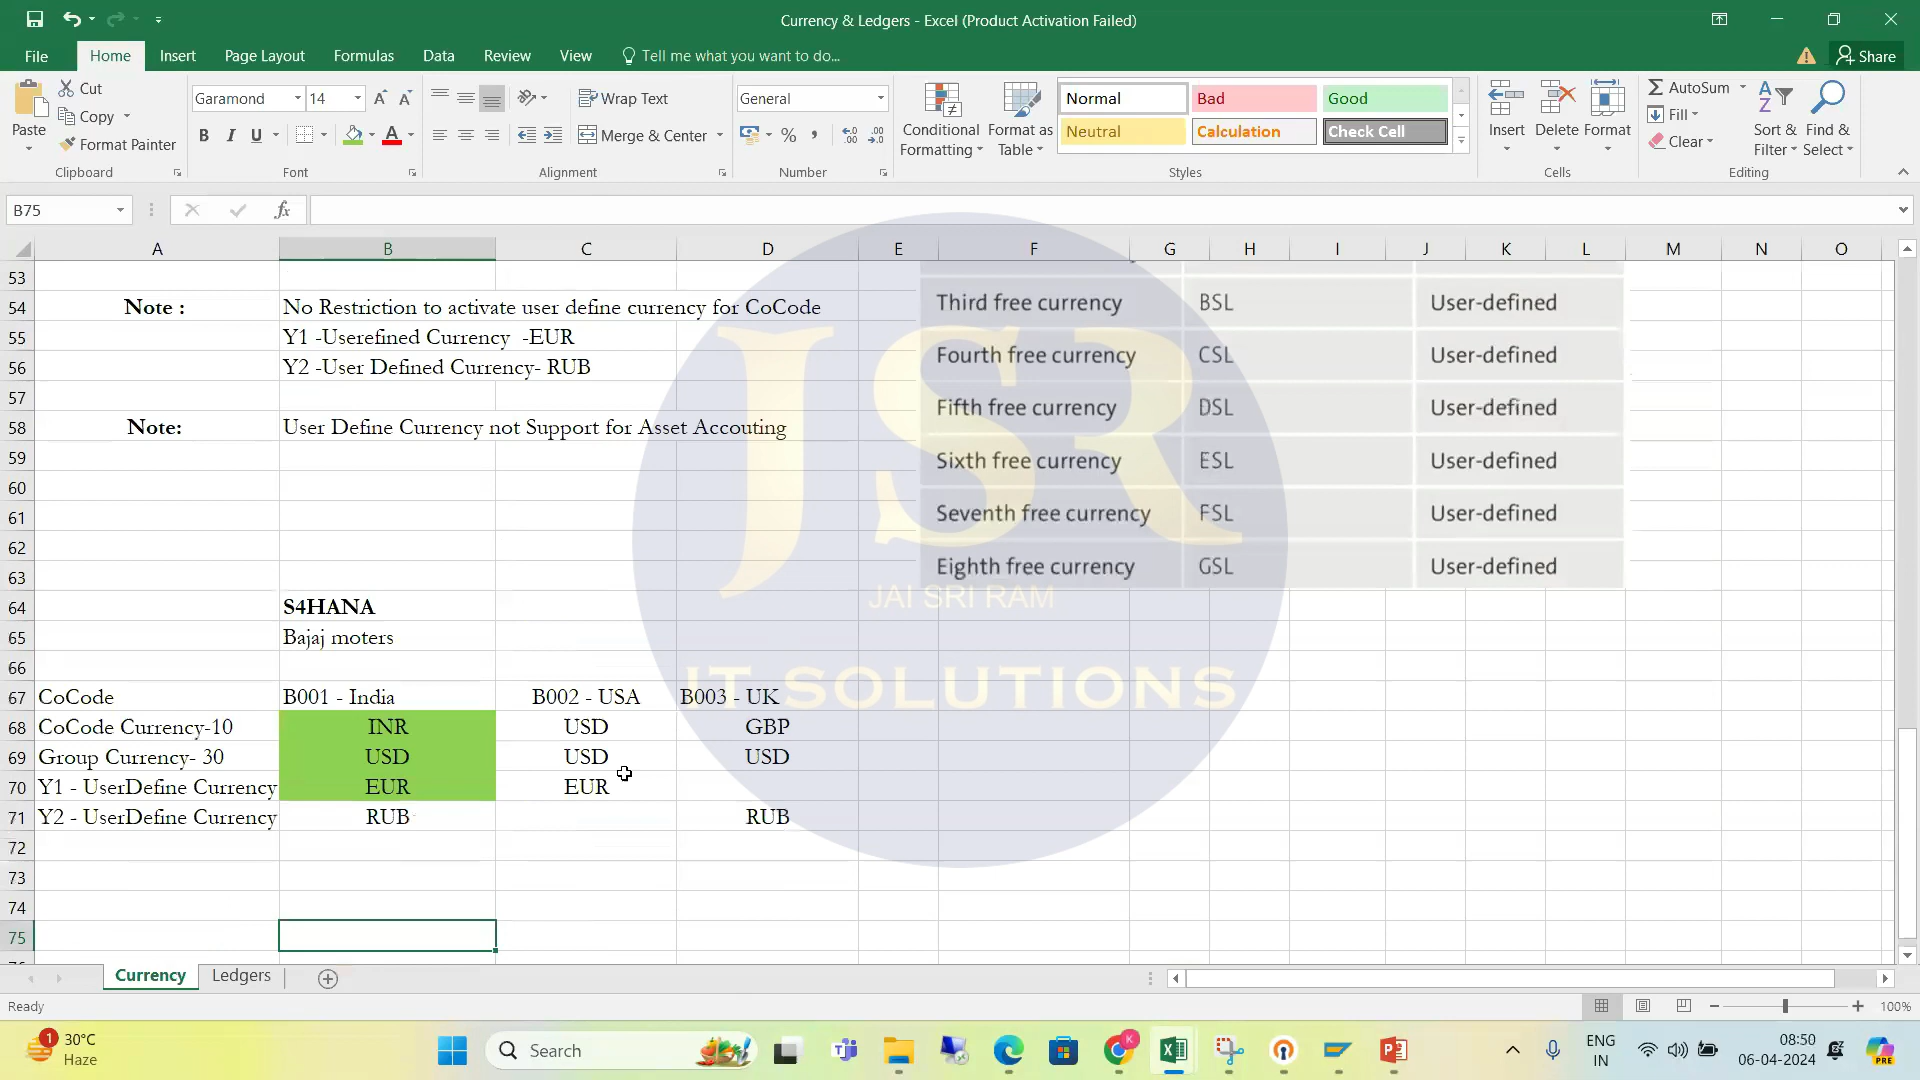 Currency & Ledgers - Excel (Product Activation Failed)
File Home Insert Page Layout Formulas Data Review View Tell me what you want to do... Share
Paste Cut Copy Format Painter Clipboard
Garamond 14 A A B I U A Font
Wrap Text Merge & Center Alignment
General % , Number
Conditional Formatting Format as Table
Normal Bad Good
Neutral Calculation Check Cell
Styles
Insert Delete Format Cells
AutoSum Fill Clear Sort & Filter Find & Select Editing
B75 fx
A B C D E F G H I J K L M N O
53
Third free currency BSL User-defined
54 Note : No Restriction to activate user define currency for CoCode
55 Y1 -Userefined Currency -EUR
Fourth free currency CSL User-defined
56 Y2 -User Defined Currency- RUB
57
Fifth free currency DSL User-defined
58 Note: User Define Currency not Support for Asset Accouting
59
Sixth free currency ESL User-defined
60
61
Seventh free currency FSL User-defined
62
63
Eighth free currency GSL User-defined
JSR
JAI SRI RAM
IT SOLUTIONS
64 S4HANA
65 Bajaj moters
66
67 CoCode B001 - India B002 - USA B003 - UK
68 CoCode Currency-10 INR USD GBP
69 Group Currency- 30 USD USD USD
70 Y1 - UserDefine Currency EUR EUR
71 Y2 - UserDefine Currency RUB RUB
72
73
74
75
Currency Ledgers
Ready 100%
1 30°C
Haze
Search
K
PRE
ENG
IN
08:50
06-04-2024